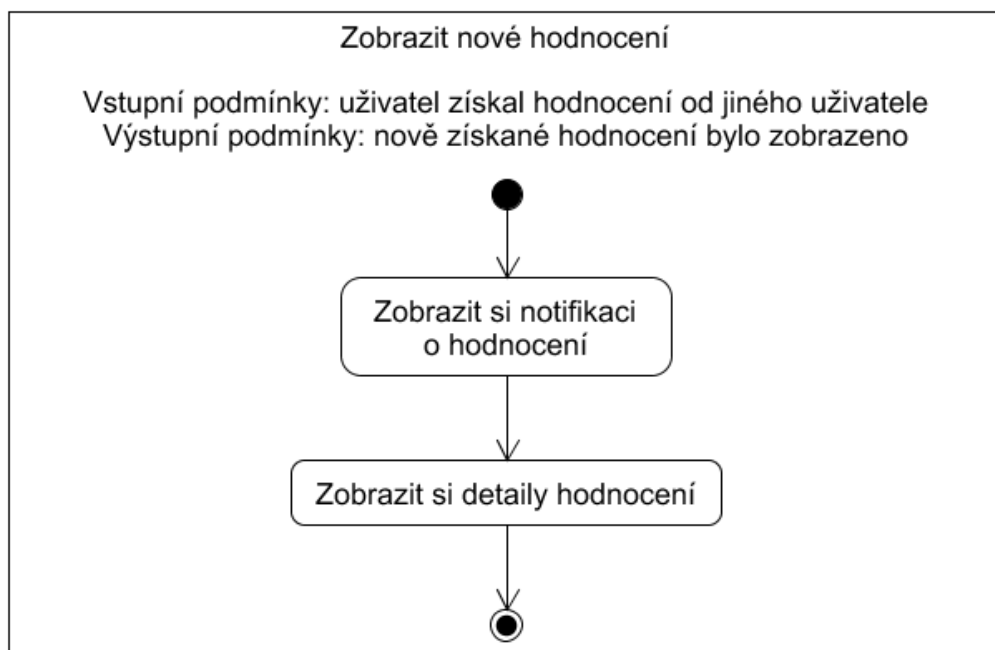 Zobrazit nové hodnocení
Vstupní podmínky: uživatel získal hodnocení od jiného uživatele
Výstupní podmínky: nově získané hodnocení bylo zobrazeno
Zobrazit si notifikaci
o hodnocení
Zobrazit si detaily hodnocení